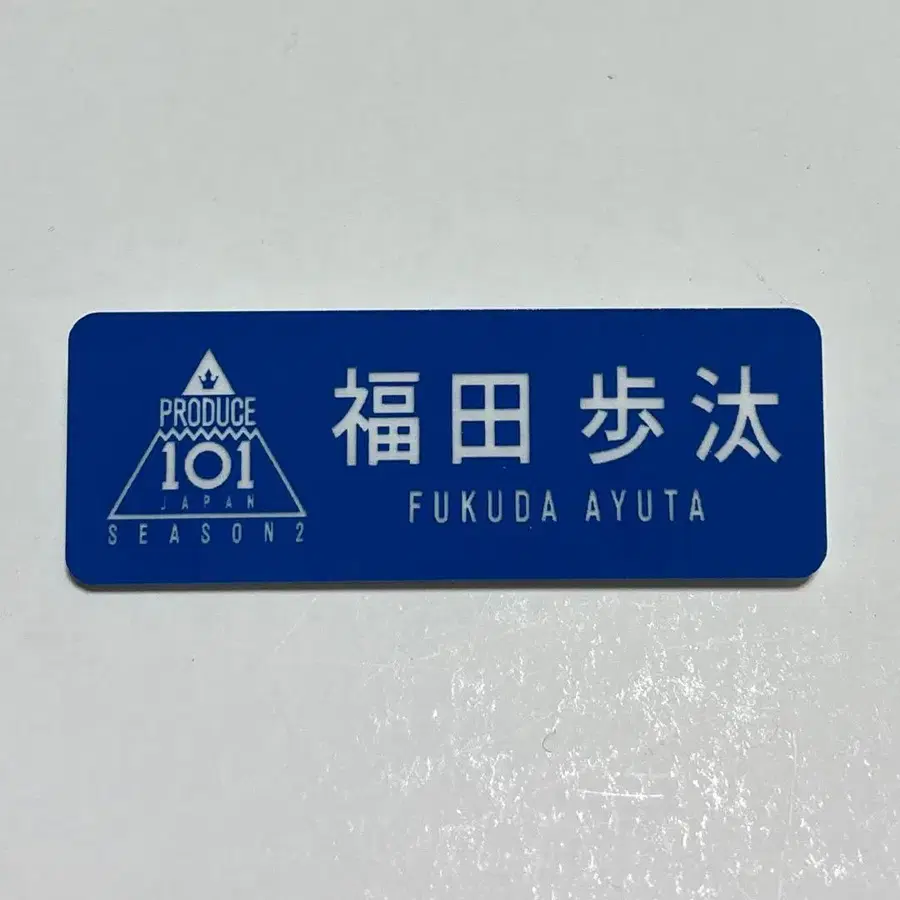 PRODUCE
101
JAPAN
SEASON2
福田 歩汰
FUKUDA AYUTA